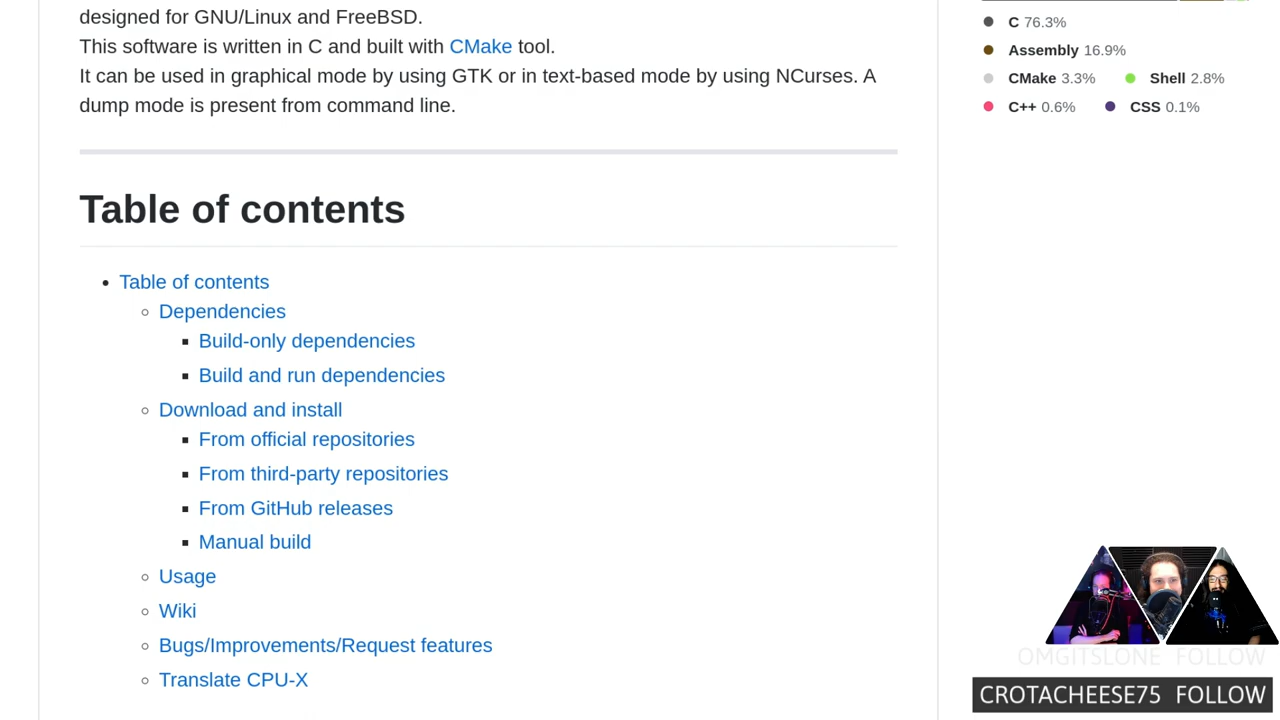 designed for GNU/Linux and FreeBSD.
This software is written in C and built with CMake tool.
It can be used in graphical mode by using GTK or in text-based mode by using NCurses. A
dump mode is present from command line.
Table of contents
Table of contents
Dependencies
Build-only dependencies
Build and run dependencies
Download and install
From official repositories
From third-party repositories
From GitHub releases
Manual build
Usage
Wiki
Bugs/Improvements/Request features
Translate CPU-X
C 76.3%
Assembly 16.9%
CMake 3.3% Shell 2.8%
C++ 0.6% CSS 0.1%
OMGITSLONE FOLLOW
CROTACHEESE75 FOLLOW